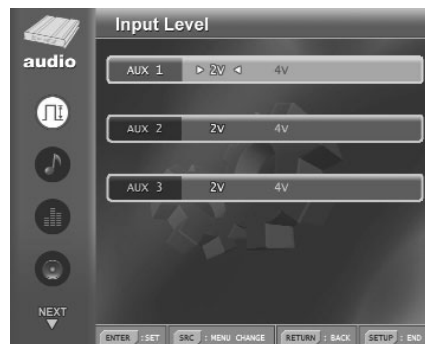 Input Level
audio
AUX 1 ▷ 2V ◁ 4V
AUX 2 2V 4V
AUX 3 2V 4V
NEXT
ENTER : SET SRC : MENU CHANGE RETURN : BACK SETUP : END